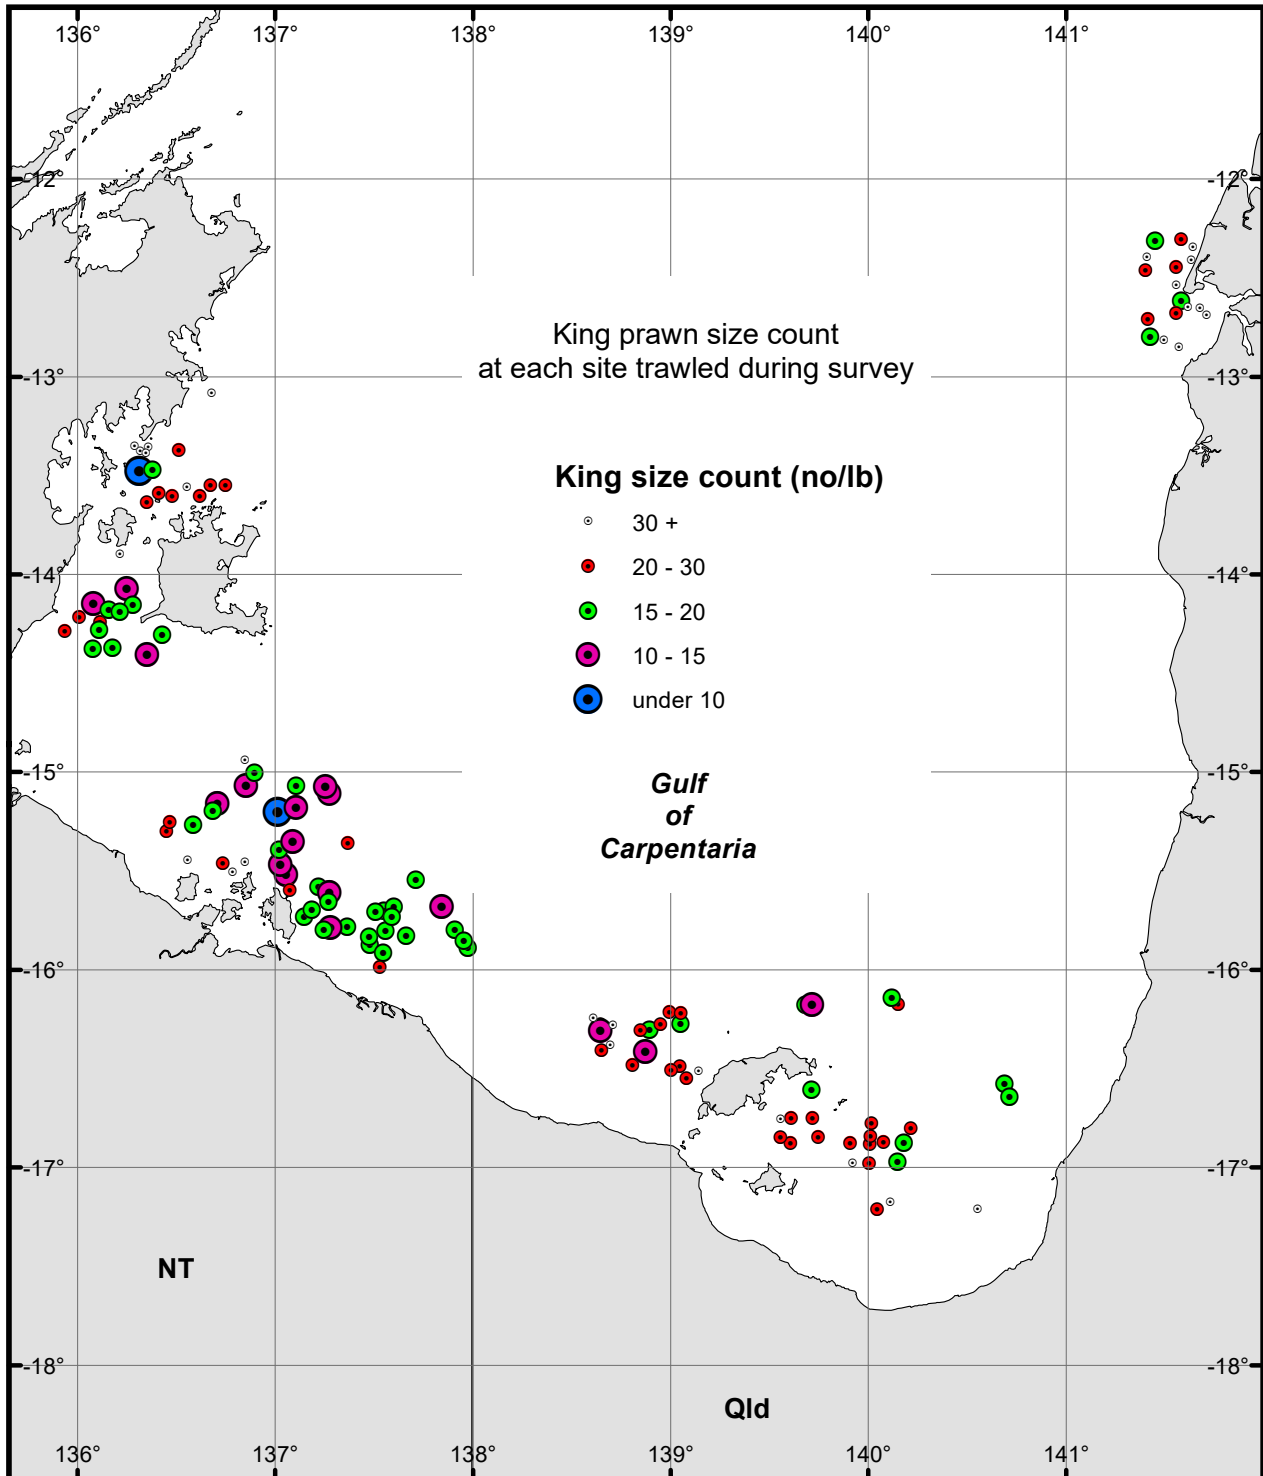 136° 137° 138° 139° 140° 141°
-12° -12°
King prawn size count
at each site trawled during survey
-13° -13°
King size count (no/lb)
30 +
20 - 30
15 - 20
10 - 15
under 10
-14° -14°
-15° -15°
Gulf
of
Carpentaria
-16° -16°
-17° -17°
NT
-18° -18°
Qld
136° 137° 138° 139° 140° 141°